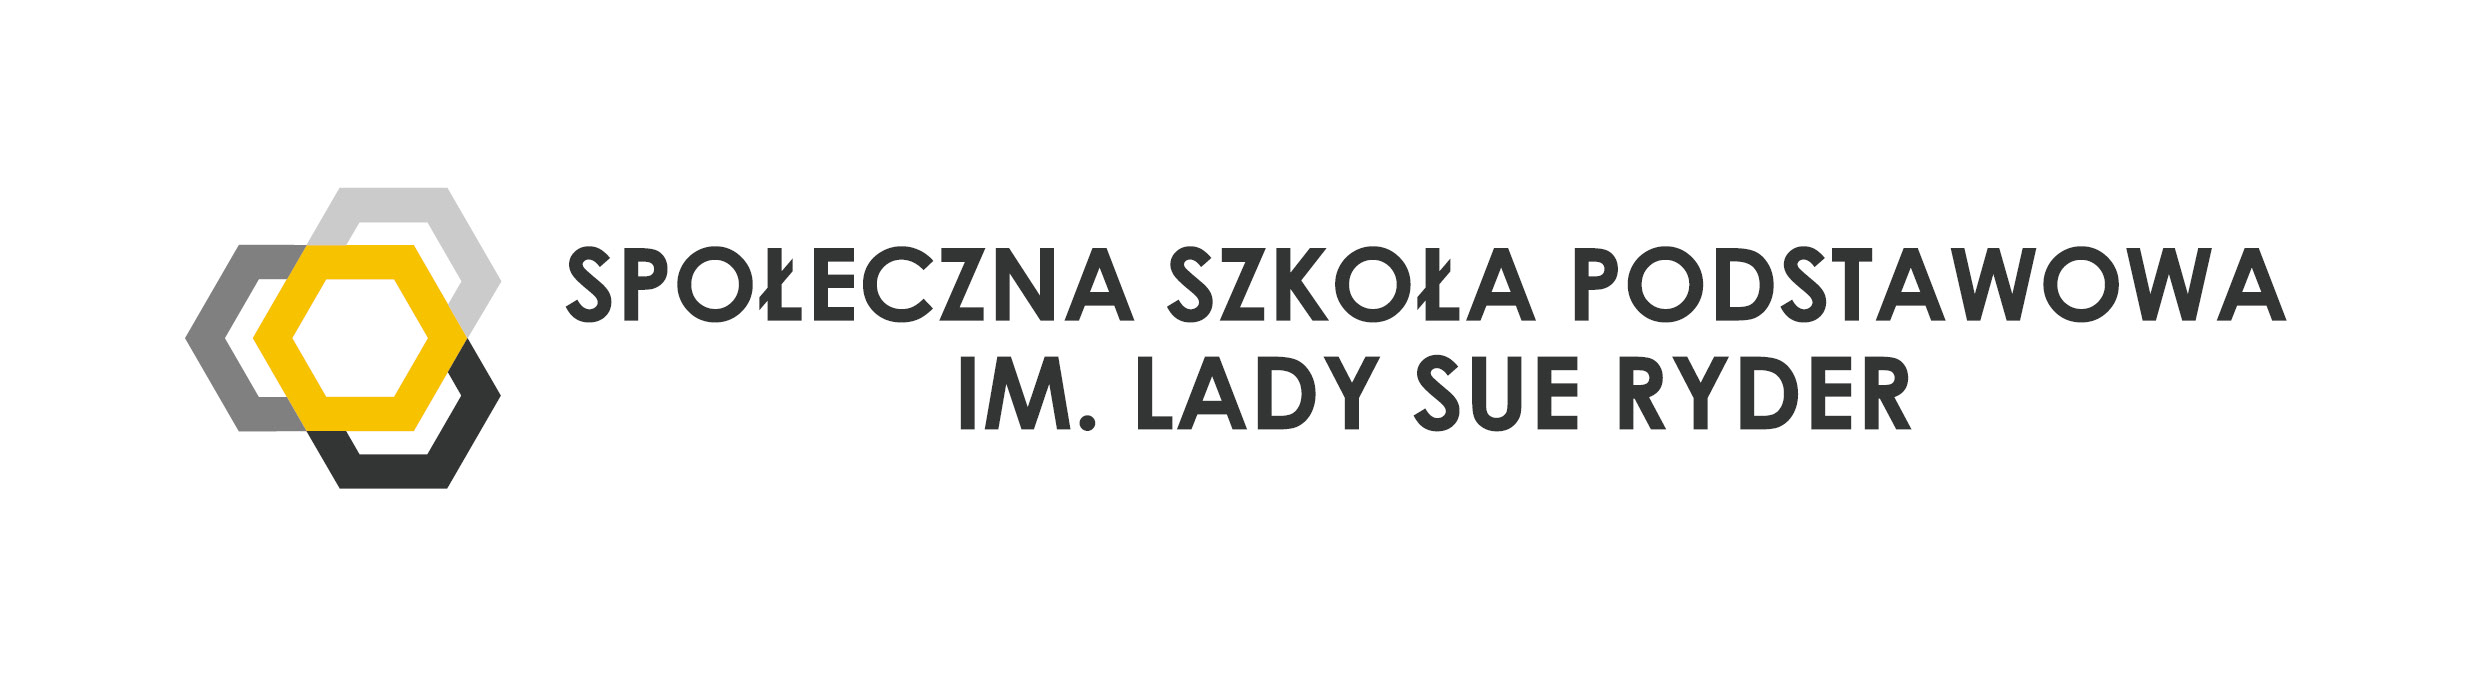 SPOŁECZNA SZKOŁA PODSTAWOWA
IM. LADY SUE RYDER